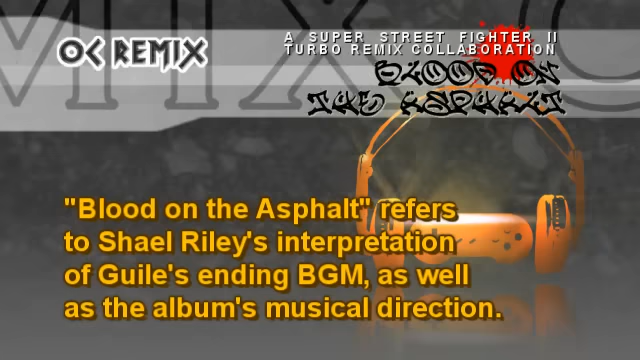 OC REMIX
A SUPER STREET FIGHTER II
TURBO REMIX COLLABORATION
BLOOD ON
THE ASPHALT
"Blood on the Asphalt" refers
to Shael Riley's interpretation
of Guile's ending BGM, as well
as the album's musical direction.